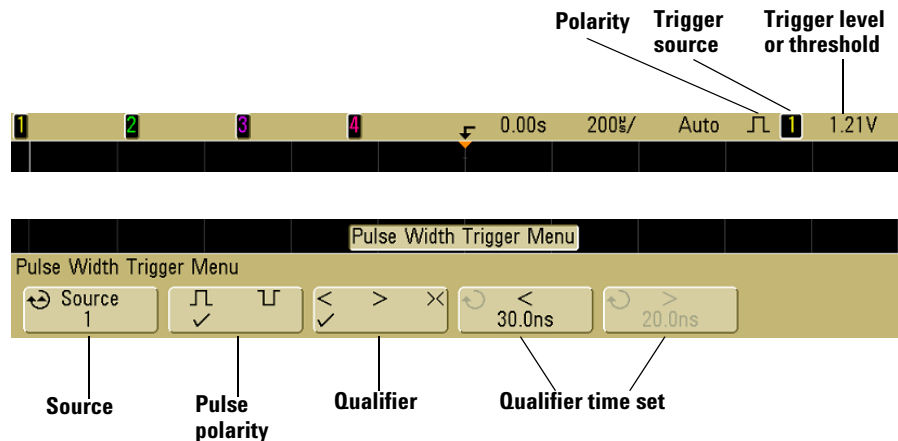 Polarity Trigger source Trigger level or threshold
1 2 3 4 0.00s 200µs/ Auto 1 1.21V
Pulse Width Trigger Menu
Pulse Width Trigger Menu
Source < > >< < >
1 30.0ns 20.0ns
Source Pulse polarity Qualifier Qualifier time set